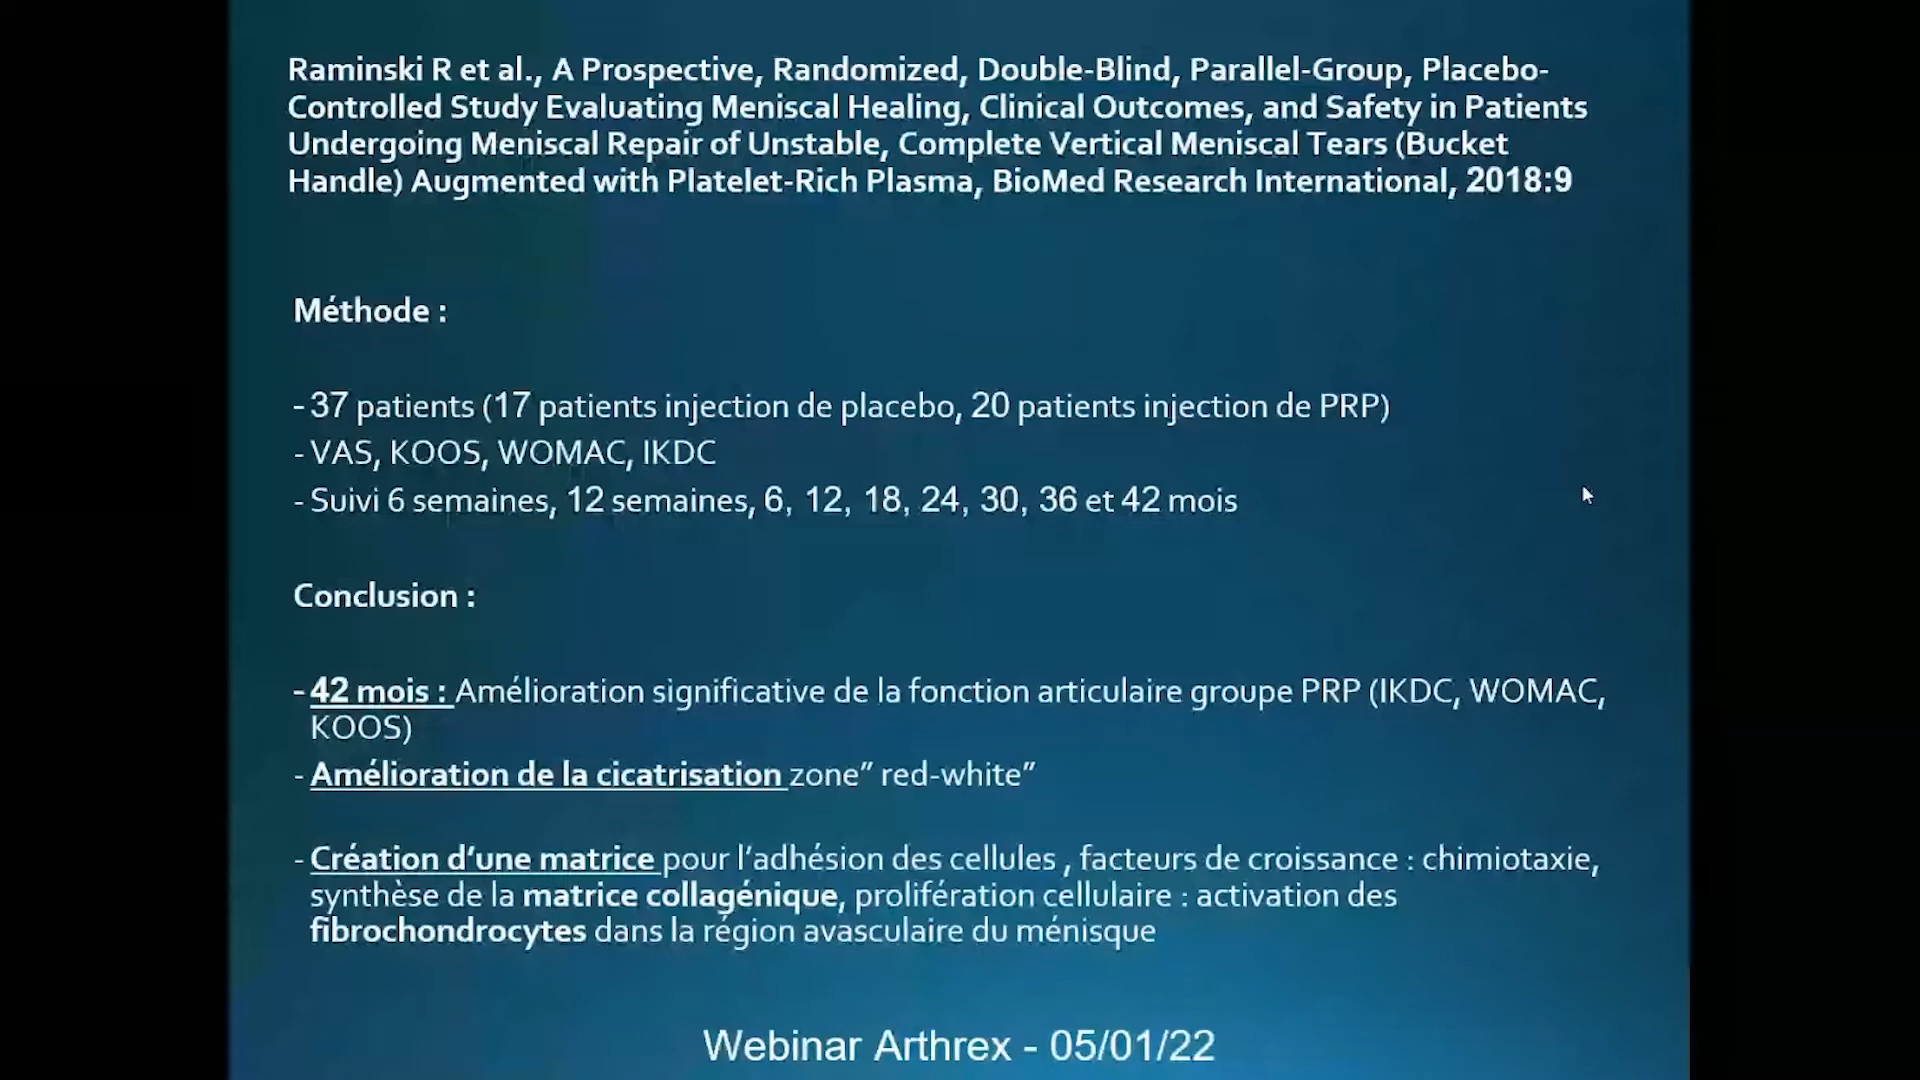 Raminski R et al., A Prospective, Randomized, Double-Blind, Parallel-Group, Placebo-
Controlled Study Evaluating Meniscal Healing, Clinical Outcomes, and Safety in Patients
Undergoing Meniscal Repair of Unstable, Complete Vertical Meniscal Tears (Bucket
Handle) Augmented with Platelet-Rich Plasma, BioMed Research International, 2018:9
Méthode :
- 37 patients (17 patients injection de placebo, 20 patients injection de PRP)
- VAS, KOOS, WOMAC, IKDC
- Suivi 6 semaines, 12 semaines, 6, 12, 18, 24, 30, 36 et 42 mois
Conclusion :
- 42 mois : Amélioration significative de la fonction articulaire groupe PRP (IKDC, WOMAC,
KOOS)
- Amélioration de la cicatrisation zone” red-white”
- Création d’une matrice pour l’adhésion des cellules , facteurs de croissance : chimiotaxie,
synthèse de la matrice collagénique, prolifération cellulaire : activation des
fibrochondrocytes dans la région avasculaire du ménisque
Webinar Arthrex - 05/01/22